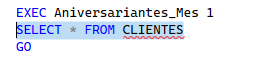 EXEC Aniversariantes_Mes 1
SELECT * FROM CLIENTES
GO